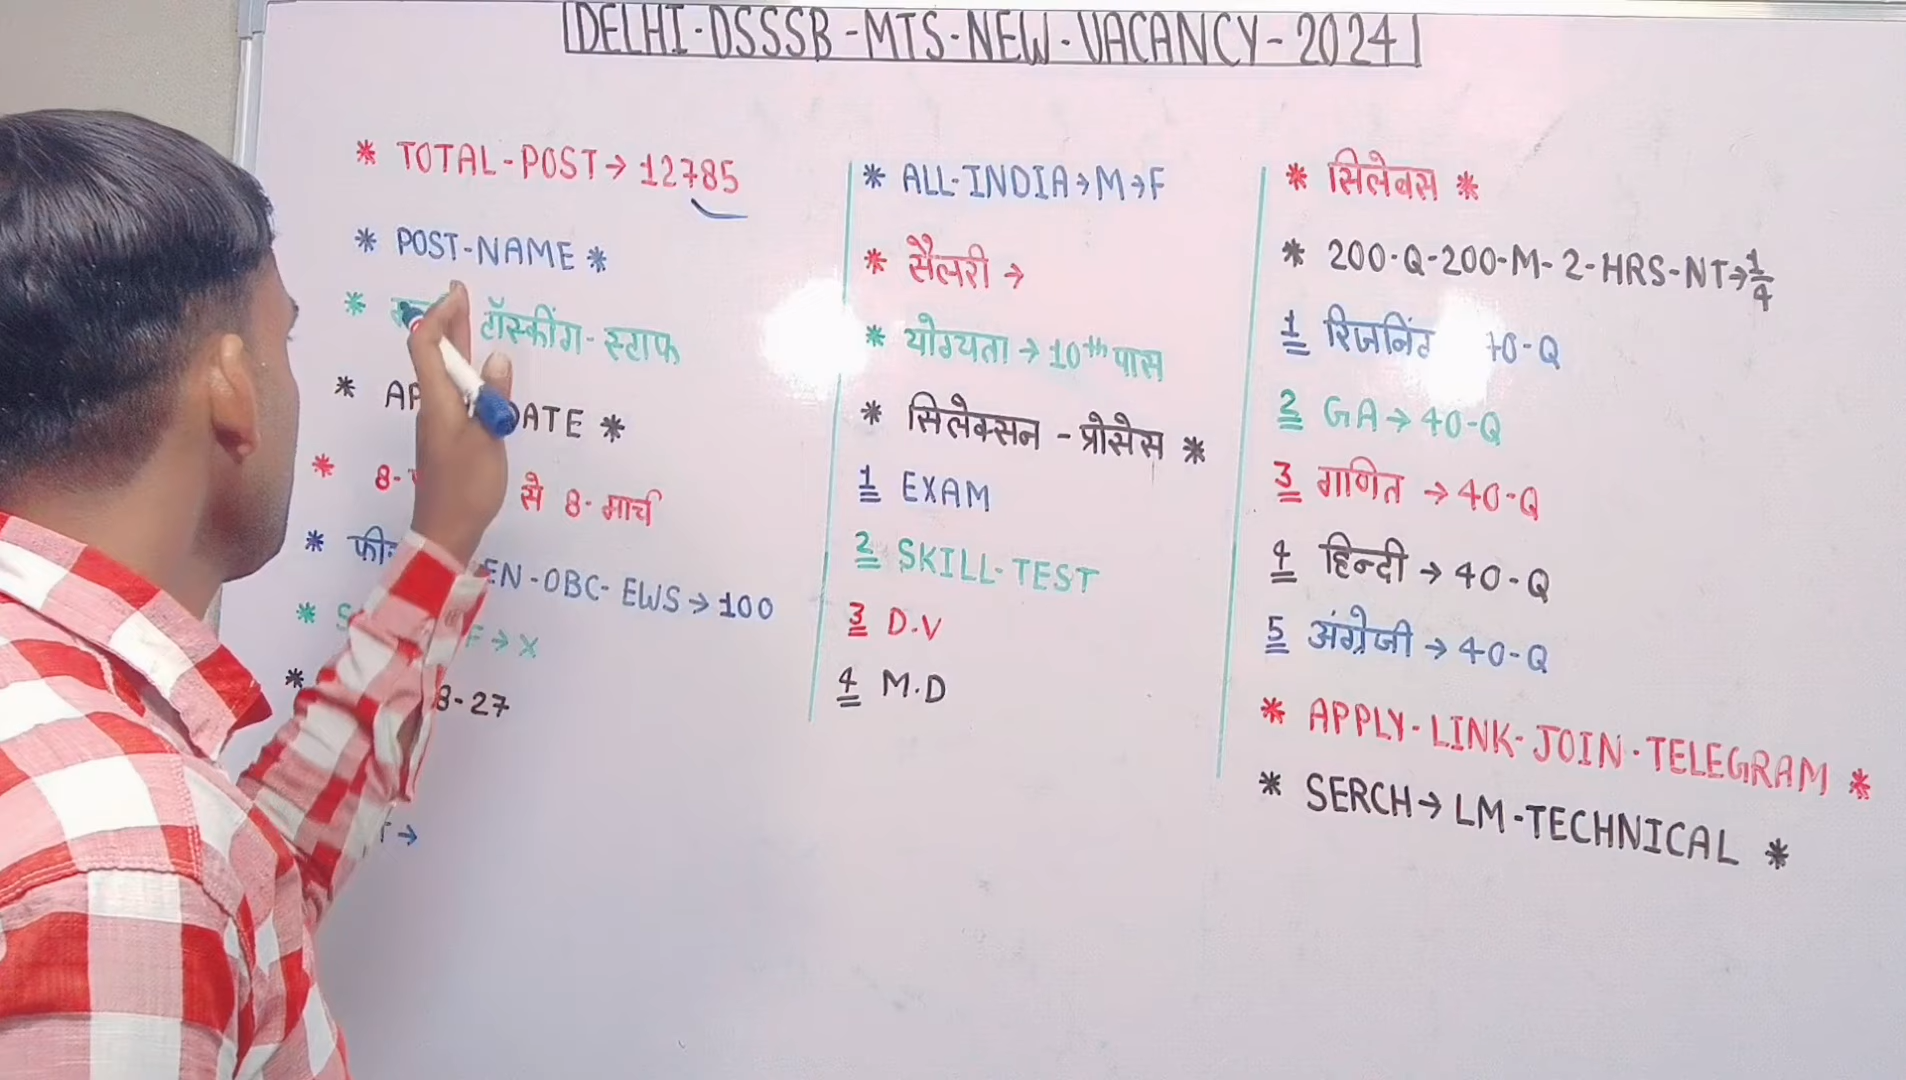 DELHI-DSSSB-MTS-NEW-VACANCY-2024
* TOTAL-POST→12785
* POST-NAME *
* टॉस्कींग-स्टाफ
* DATE *
* 8- से 8-मार्च
* EN-OBC-EWS→100
* F→X
* 8-27
T→
* ALL-INDIA→M→F
* सैलरी→
* योग्यता→10th पास
* सिलेक्सन-प्रोसेस *
1 EXAM
2 SKILL-TEST
3 D.V
4 M.D
* सिलेबस *
* 200-Q-200-M-2-HRS-NT→1/4
1 रिजनिंग 40-Q
2 GA→40-Q
3 गणित→40-Q
4 हिन्दी→40-Q
5 अंग्रेजी→40-Q
* APPLY-LINK-JOIN-TELEGRAM *
* SERCH→LM-TECHNICAL *